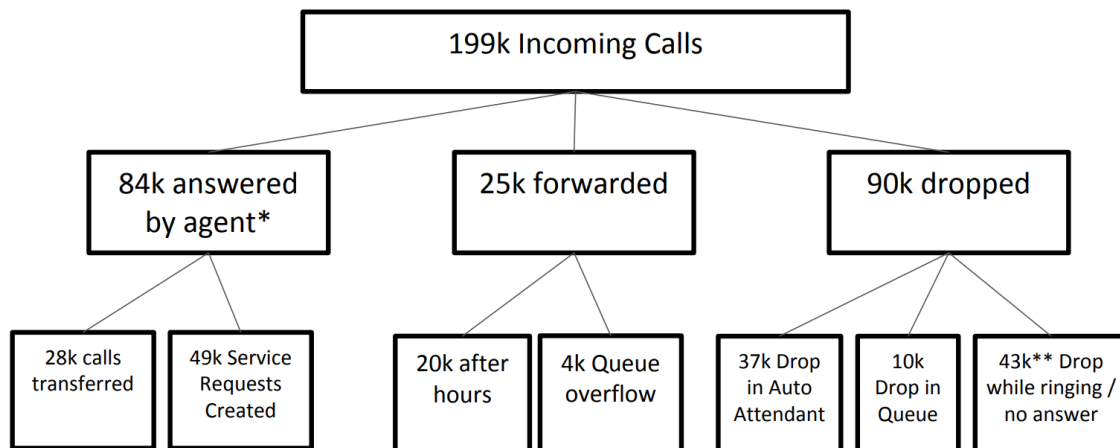 199k Incoming Calls
84k answered
by agent*
25k forwarded
90k dropped
28k calls
transferred
49k Service
Requests
Created
20k after
hours
4k Queue
overflow
37k Drop
in Auto
Attendant
10k
Drop in
Queue
43k** Drop
while ringing /
no answer